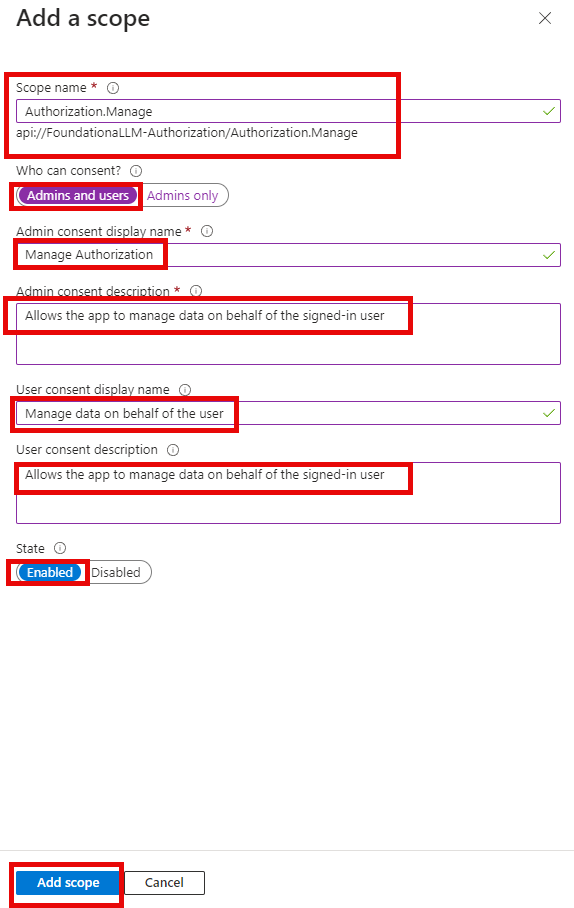 Add a scope
Scope name *
Authorization.Manage
api://FoundationaLLM-Authorization/Authorization.Manage
Who can consent?
Admins and users Admins only
Admin consent display name *
Manage Authorization
Admin consent description *
Allows the app to manage data on behalf of the signed-in user
User consent display name
Manage data on behalf of the user
User consent description
Allows the app to manage data on behalf of the signed-in user
State
Enabled Disabled
Add scope Cancel